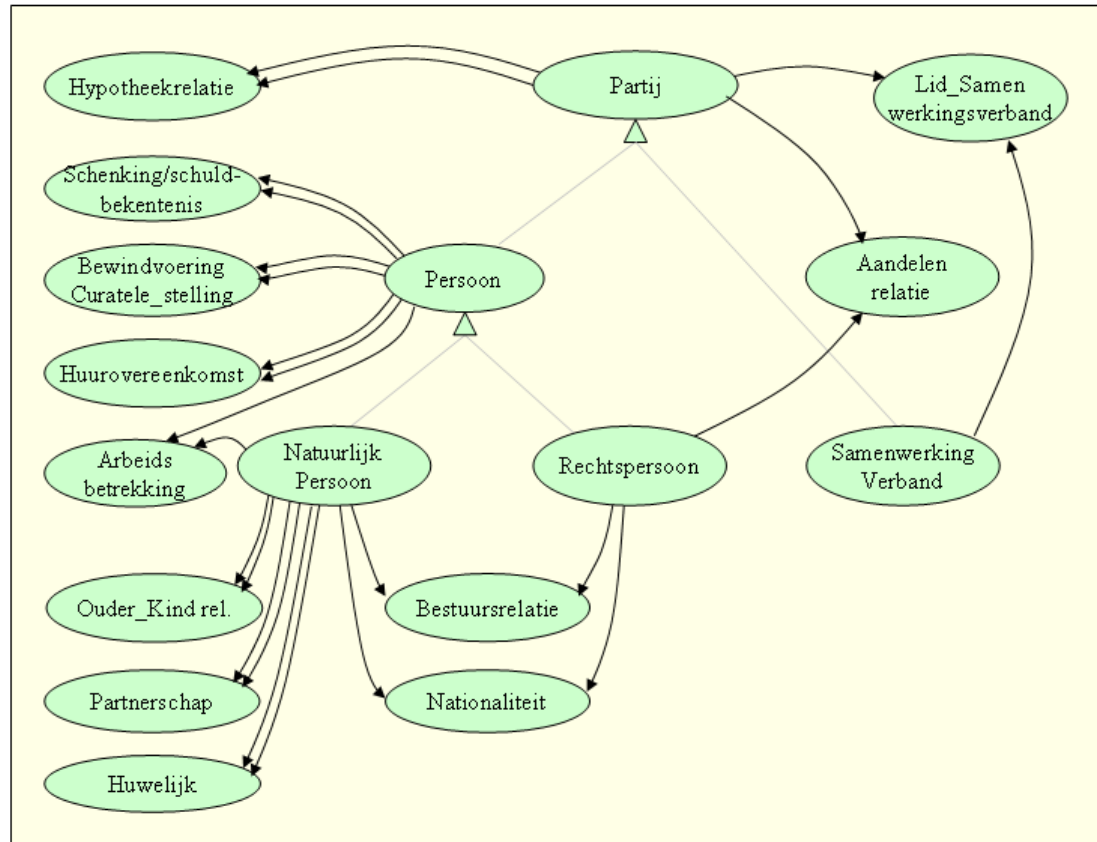 Hypotheekrelatie
Partij
Lid_Samen
werkingsverband
Schenking/schuld-
bekentenis
Bewindvoering
Curatele_stelling
Persoon
Aandelen
relatie
Huurovereenkomst
Arbeids
betrekking
Natuurlijk
Persoon
Rechtspersoon
Samenwerking
Verband
Ouder_Kind rel.
Bestuursrelatie
Partnerschap
Nationaliteit
Huwelijk